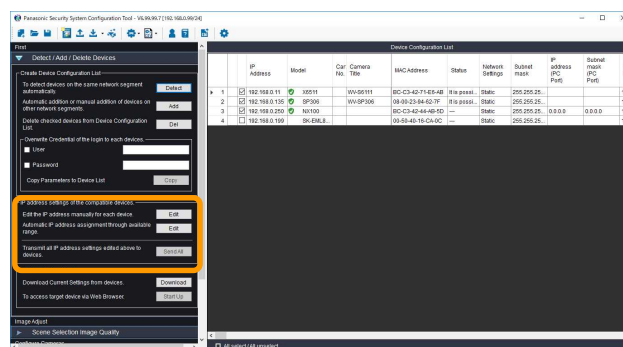 Panasonic Security System Configuration Tool - V6.99.99.7 [192.168.0.99/24]
First
Detect / Add / Delete Devices
Create Device Configuration List
To detect devices on the same network segment
automatically.
Detect
Automatic addition or manual addition of devices on
other network segments.
Add
Delete checked devices from Device Configuration
List.
Del
Overwrite Credential of the login to each devices.
User
Password
Copy Parameters to Device List
Copy
IP address settings of the compatible devices.
Edit the IP address manually for each device.
Edit
Automatic IP address assignment through available
range.
Edit
Transmit all IP address settings edited above to
devices.
Send All
Download Current Settings from devices.
Download
To access target device via Web Browser.
Start Up
Image Adjust
Scene Selection Image Quality
Configure Cameras
Device Configuration List
IP Address Model Car. No. Camera Title MAC Address Status Network Settings Subnet mask IP address (PC Port) Subnet mask (PC Port)
1 192.168.0.11 X6511 WV-S6111 BC-C3-42-71-E6-AB It is possi... Static 255.255.25...
2 192.168.0.135 SP306 WV-SP306 08-00-23-94-62-7F It is possi... Static 255.255.25...
3 192.168.0.250 NX100 BC-C3-42-44-AB-5D --- Static 255.255.25... 0.0.0.0 0.0.0.0
4 192.168.0.199 SK-EML8... 00-50-40-16-CA-0C --- Static 255.255.25...
All select / All unselect